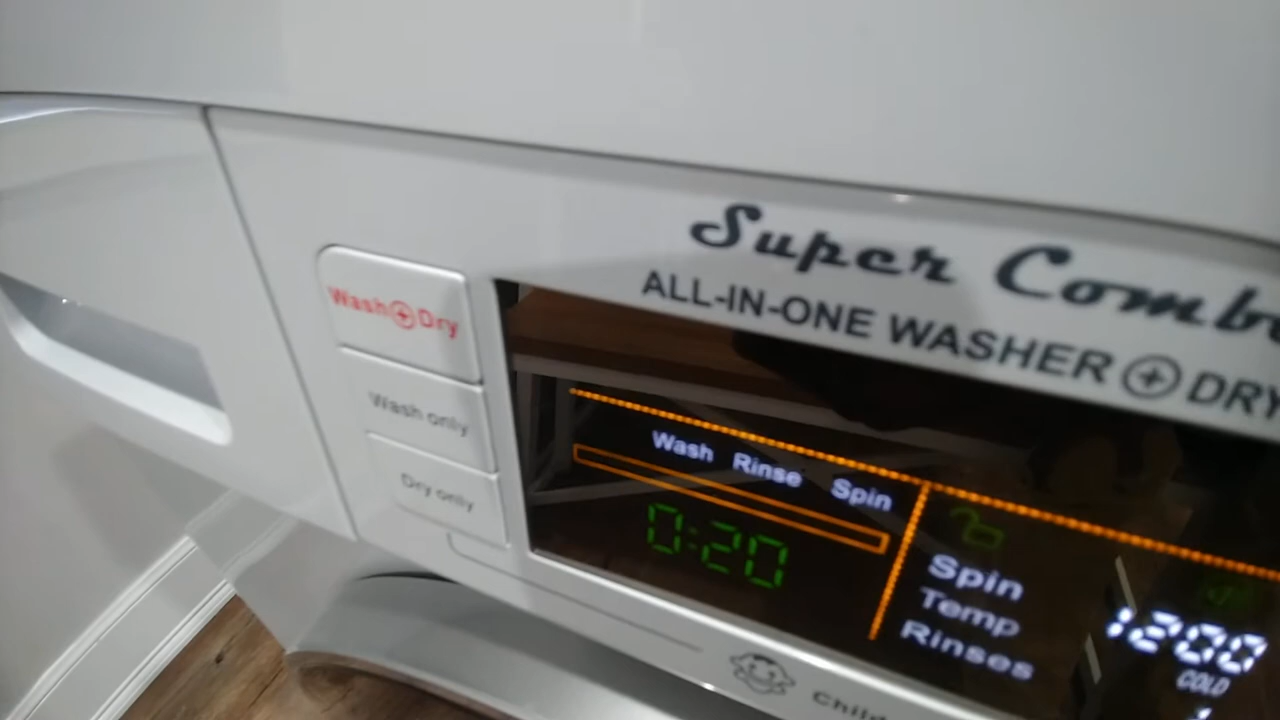 Super Combo
ALL-IN-ONE WASHER + DRY
Wash+Dry
Wash only
Dry only
Wash Rinse Spin
0:20
Spin 1200
Temp COLD
Rinses
Child